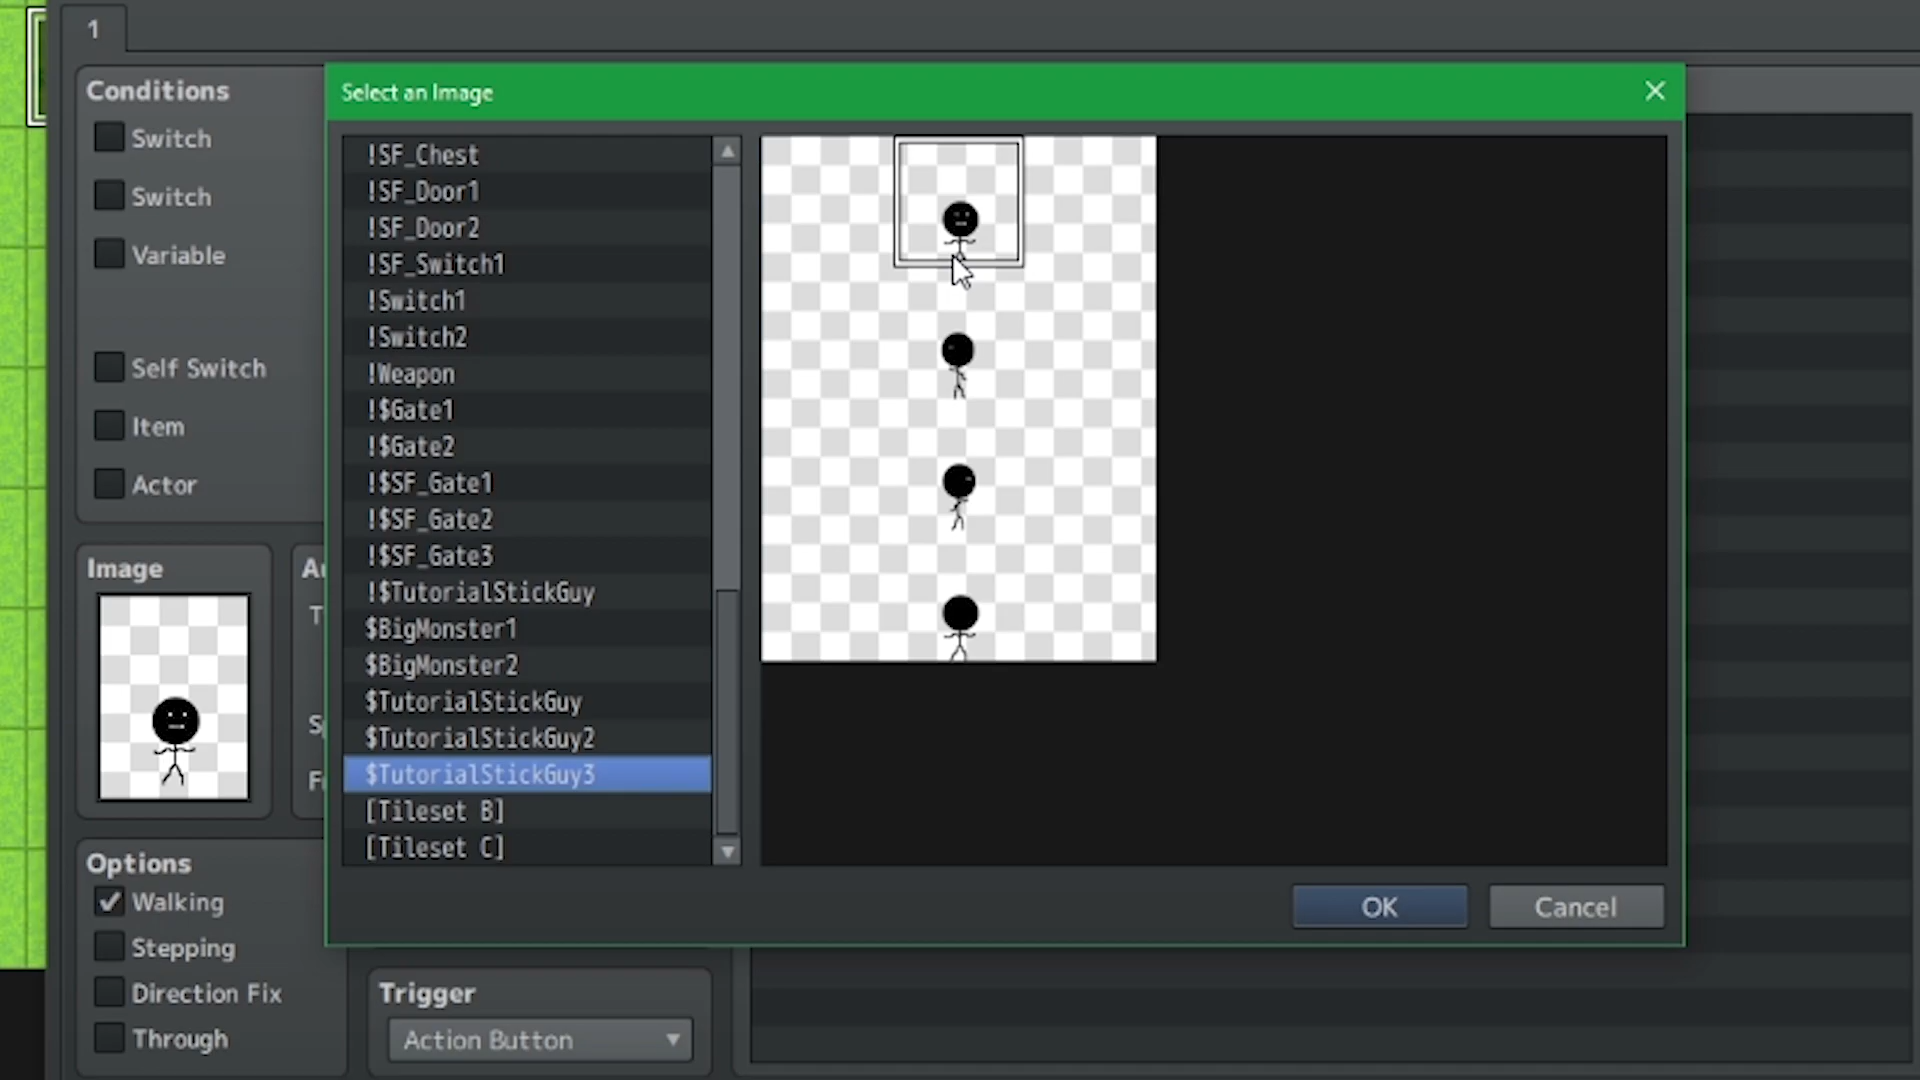 1
Conditions
Switch
Switch
Variable
Self Switch
Item
Actor
Image
Options
Walking
Stepping
Direction Fix
Through
Select an Image
!SF_Chest
!SF_Door1
!SF_Door2
!SF_Switch1
!Switch1
!Switch2
!Weapon
!$Gate1
!$Gate2
!$SF_Gate1
!$SF_Gate2
!$SF_Gate3
!$TutorialStickGuy
$BigMonster1
$BigMonster2
$TutorialStickGuy
$TutorialStickGuy2
$TutorialStickGuy3
[Tileset B]
[Tileset C]
OK
Cancel
Trigger
Action Button